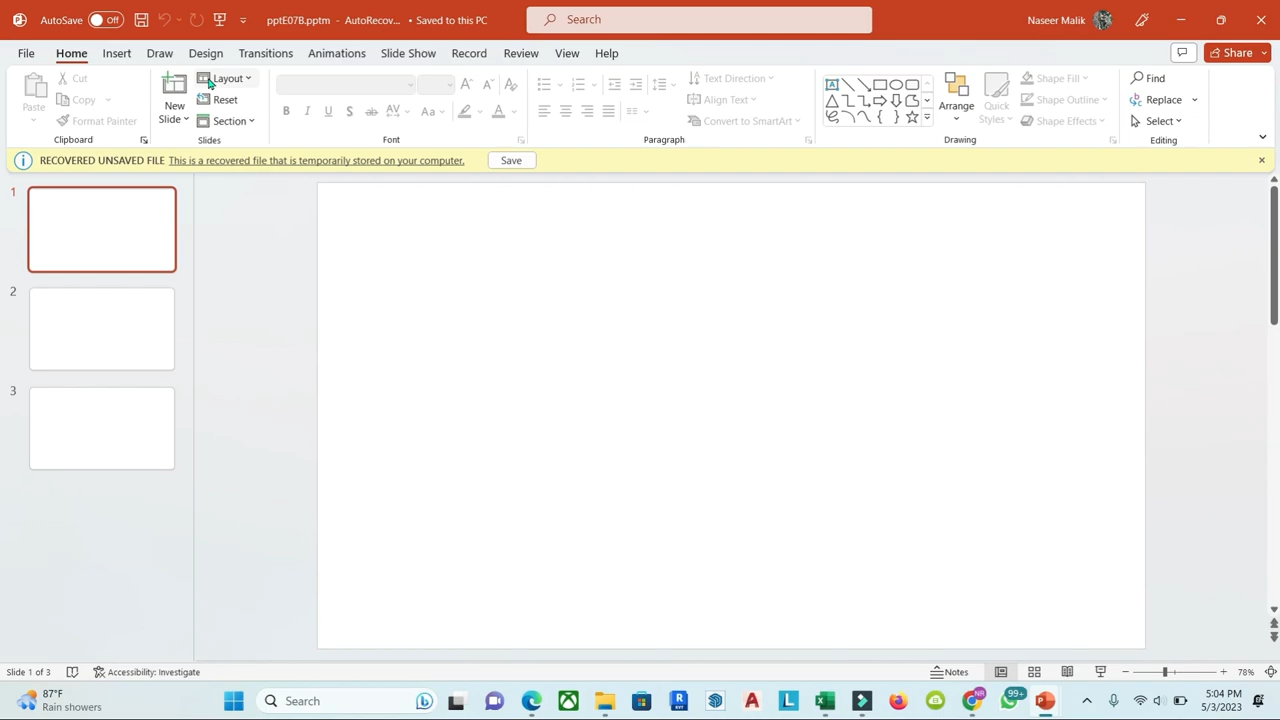 AutoSave Off pptE07B.pptm - AutoRecov... • Saved to this PC Search Naseer Malik
File Home Insert Draw Design Transitions Animations Slide Show Record Review View Help Share
Paste Cut Copy Format Painter Clipboard
New Slide Layout Reset Section Slides
B I U S ab AV Aa A Font
Text Direction Align Text Convert to SmartArt Paragraph
Arrange Quick Styles Shape Fill Shape Outline Shape Effects Drawing
Find Replace Select Editing
RECOVERED UNSAVED FILE This is a recovered file that is temporarily stored on your computer. Save
1
2
3
Slide 1 of 3 Accessibility: Investigate Notes 78%
87°F
Rain showers
Search
99+
5:04 PM
5/3/2023